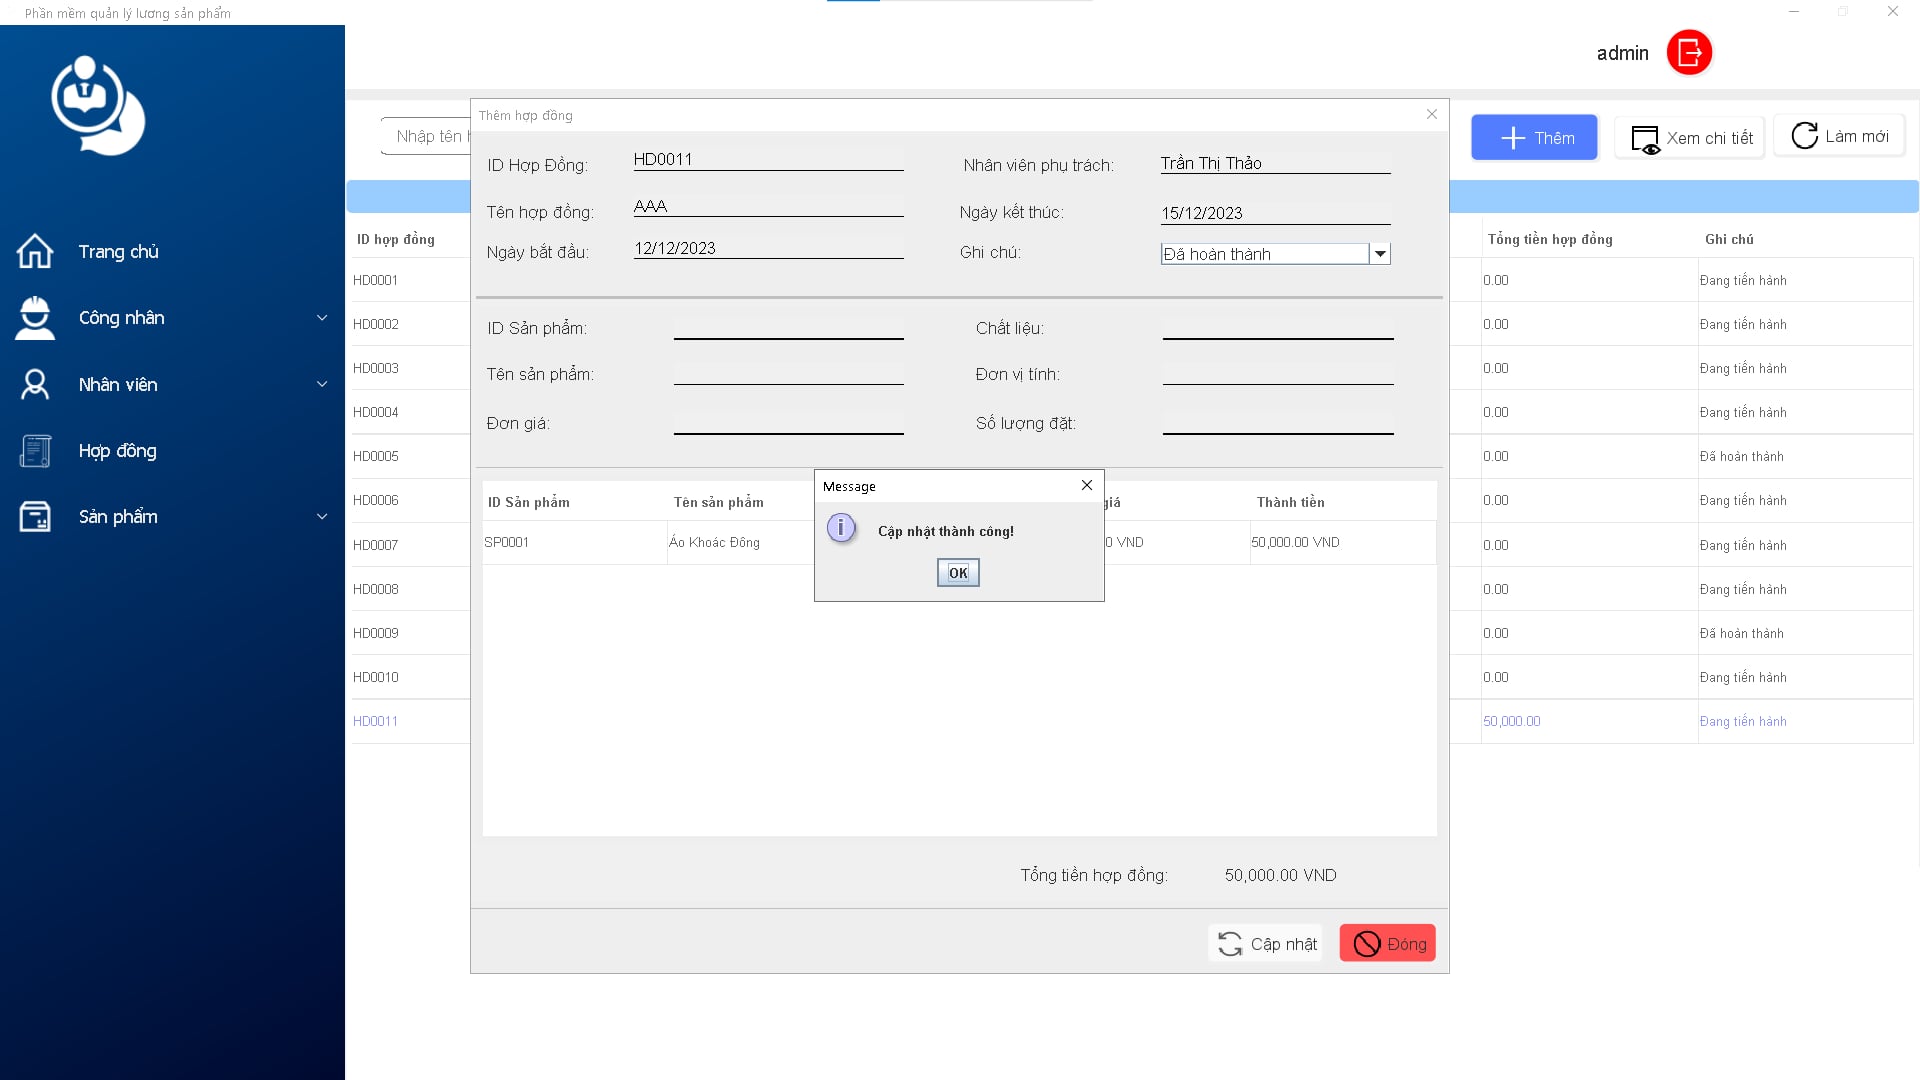 Phần mềm quản lý lương sản phẩm
admin
Trang chủ
Công nhân
Nhân viên
Hợp đồng
Sản phẩm
Nhập tên
Thêm
Xem chi tiết
Làm mới
Thêm hợp đồng
ID Hợp Đồng: HD0011
Nhân viên phụ trách: Trần Thị Thảo
Tên hợp đồng: AAA
Ngày kết thúc: 15/12/2023
Ngày bắt đầu: 12/12/2023
Ghi chú: Đã hoàn thành
ID Sản phẩm:
Chất liệu:
Tên sản phẩm:
Đơn vị tính:
Đơn giá:
Số lượng đặt:
ID Sản phẩm Tên sản phẩm giá Thành tiền
SP0001 Áo Khoác Đông 0 VND 50,000.00 VND
Message
Cập nhật thành công!
OK
Tổng tiền hợp đồng: 50,000.00 VND
Cập nhật
Đóng
ID hợp đồng Tổng tiền hợp đồng Ghi chú
HD0001 0.00 Đang tiến hành
HD0002 0.00 Đang tiến hành
HD0003 0.00 Đang tiến hành
HD0004 0.00 Đang tiến hành
HD0005 0.00 Đã hoàn thành
HD0006 0.00 Đang tiến hành
HD0007 0.00 Đang tiến hành
HD0008 0.00 Đang tiến hành
HD0009 0.00 Đã hoàn thành
HD0010 0.00 Đang tiến hành
HD0011 50,000.00 Đang tiến hành